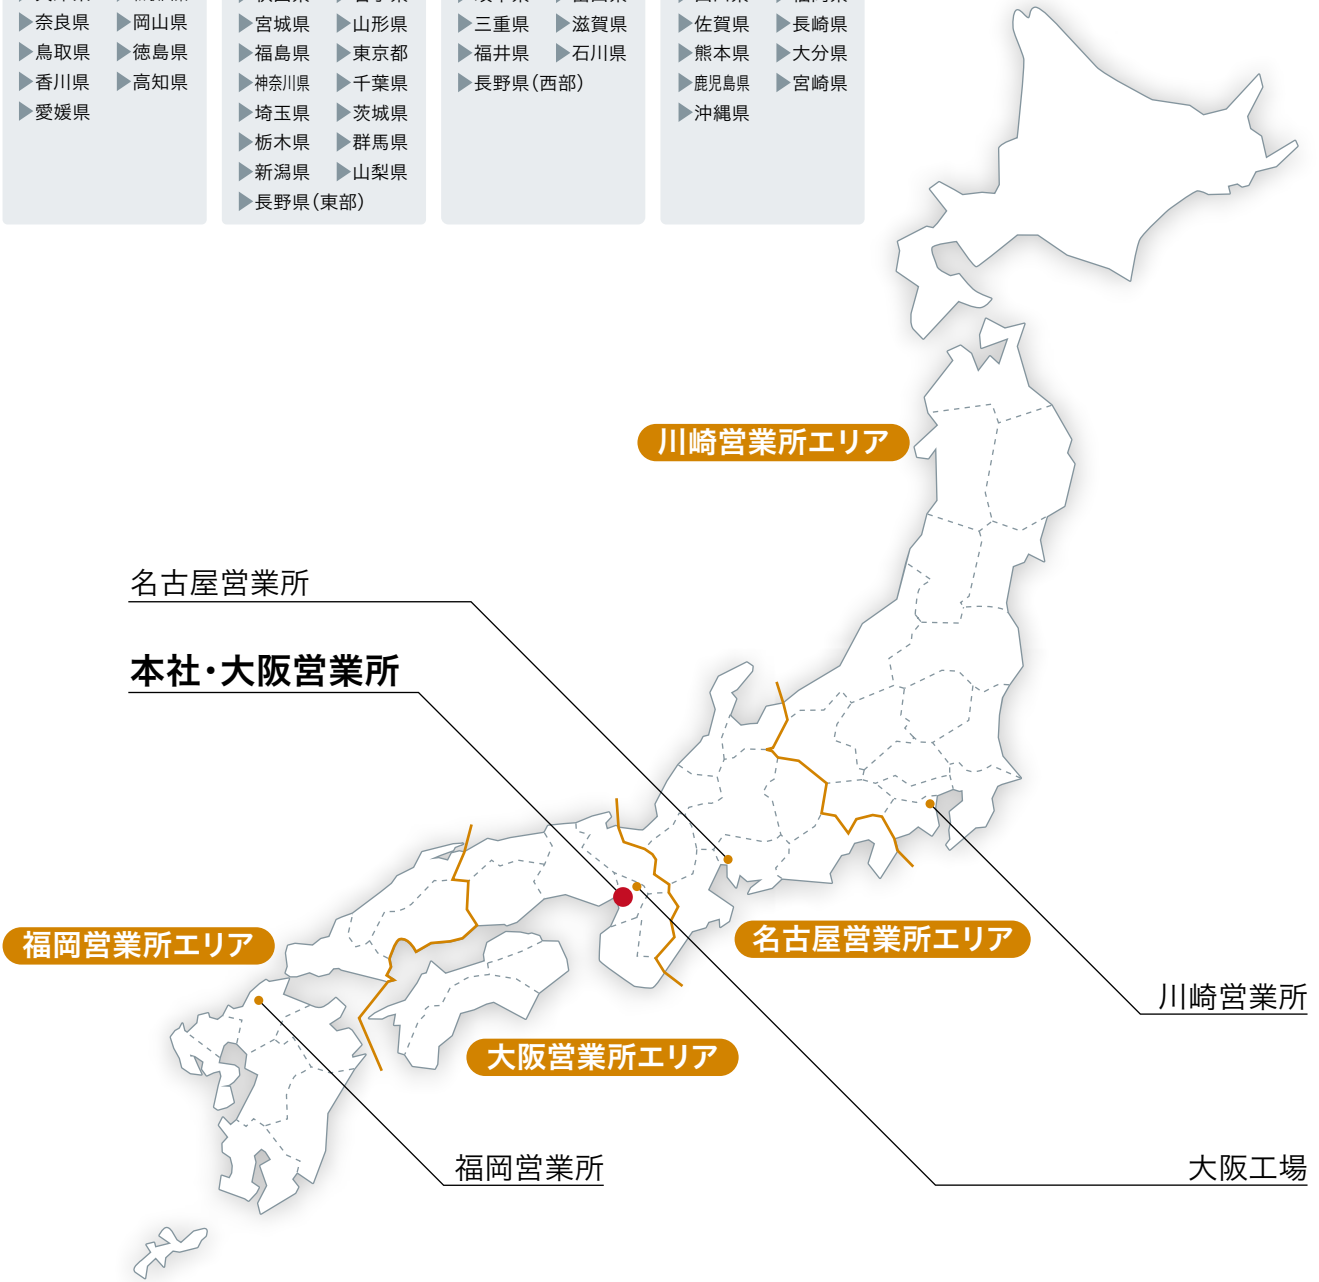 ▶奈良県 ▶岡山県
▶鳥取県 ▶徳島県
▶香川県 ▶高知県
▶愛媛県
▶宮城県 ▶山形県
▶福島県 ▶東京都
▶神奈川県 ▶千葉県
▶埼玉県 ▶茨城県
▶栃木県 ▶群馬県
▶新潟県 ▶山梨県
▶長野県(東部)
▶三重県 ▶滋賀県
▶福井県 ▶石川県
▶長野県(西部)
▶佐賀県 ▶長崎県
▶熊本県 ▶大分県
▶鹿児島県 ▶宮崎県
▶沖縄県
川崎営業所エリア
名古屋営業所
本社・大阪営業所
福岡営業所エリア
名古屋営業所エリア
川崎営業所
大阪営業所エリア
福岡営業所
大阪工場